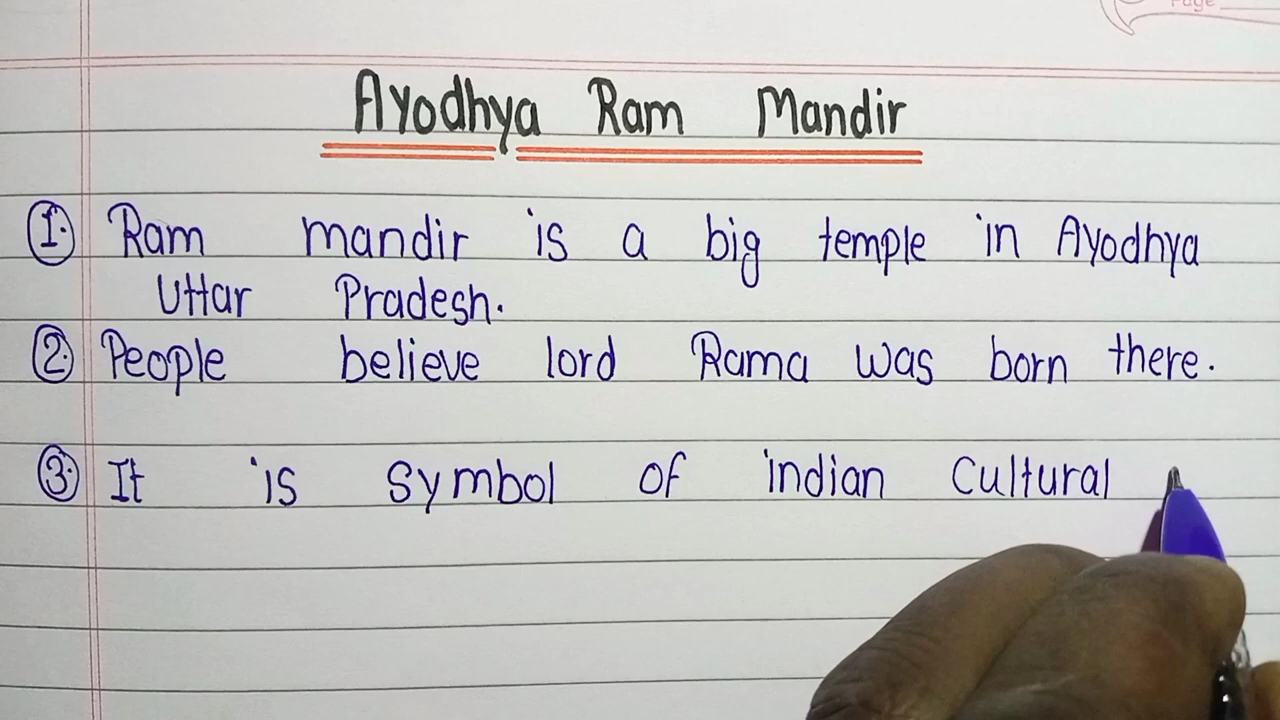 Page
Ayodhya Ram Mandir
1. Ram mandir is a big temple in Ayodhya
Uttar Pradesh.
2. People believe lord Rama was born there.
3. It is symbol of indian Cultural